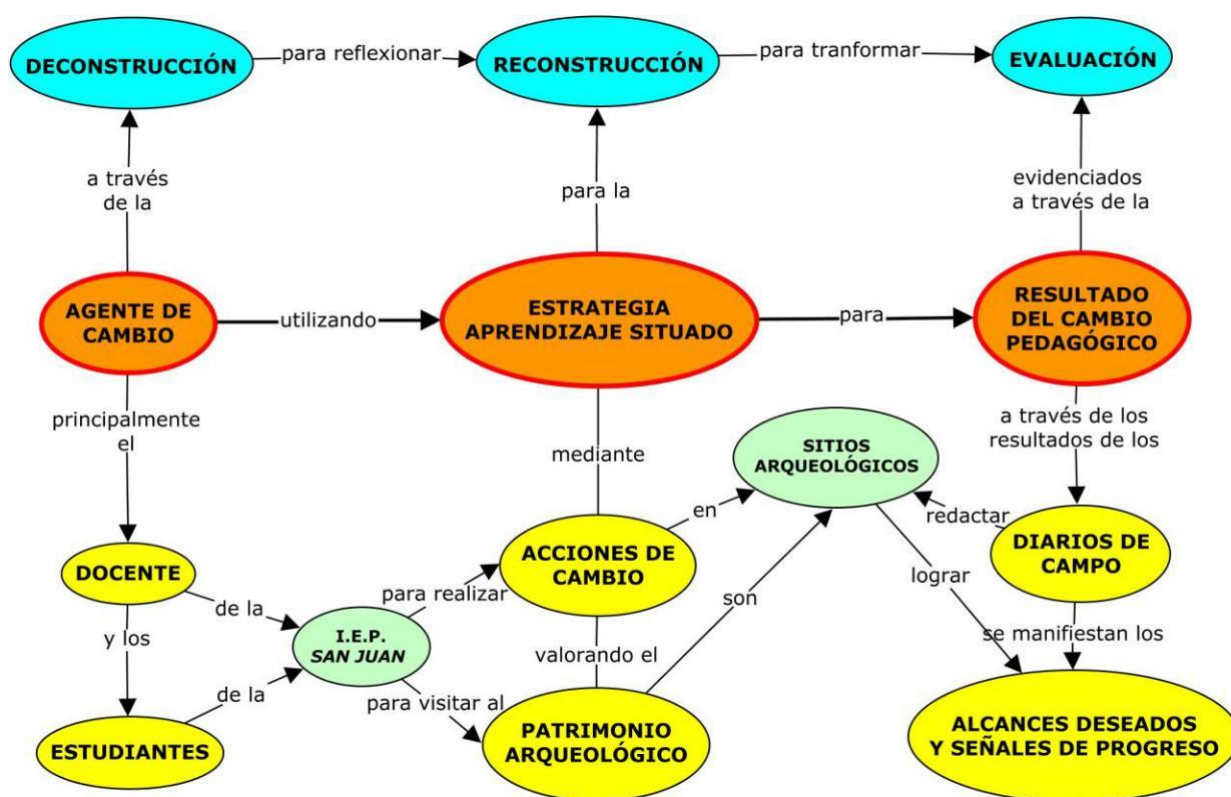 DECONSTRUCCIÓN
para reflexionar
RECONSTRUCCIÓN
para tranformar
EVALUACIÓN
a través
de la
para la
evidenciados
a través de la
AGENTE DE
CAMBIO
utilizando
ESTRATEGIA
APRENDIZAJE SITUADO
para
RESULTADO
DEL CAMBIO
PEDAGÓGICO
principalmente
el
mediante
SITIOS
ARQUEOLÓGICOS
a través de los
resultados de los
en
redactar
DOCENTE
ACCIONES DE
CAMBIO
DIARIOS DE
CAMPO
de la
para realizar
son
lograr
y los
I.E.P.
SAN JUAN
valorando el
se manifiestan los
de la
para visitar al
ESTUDIANTES
PATRIMONIO
ARQUEOLÓGICO
ALCANCES DESEADOS
Y SEÑALES DE PROGRESO